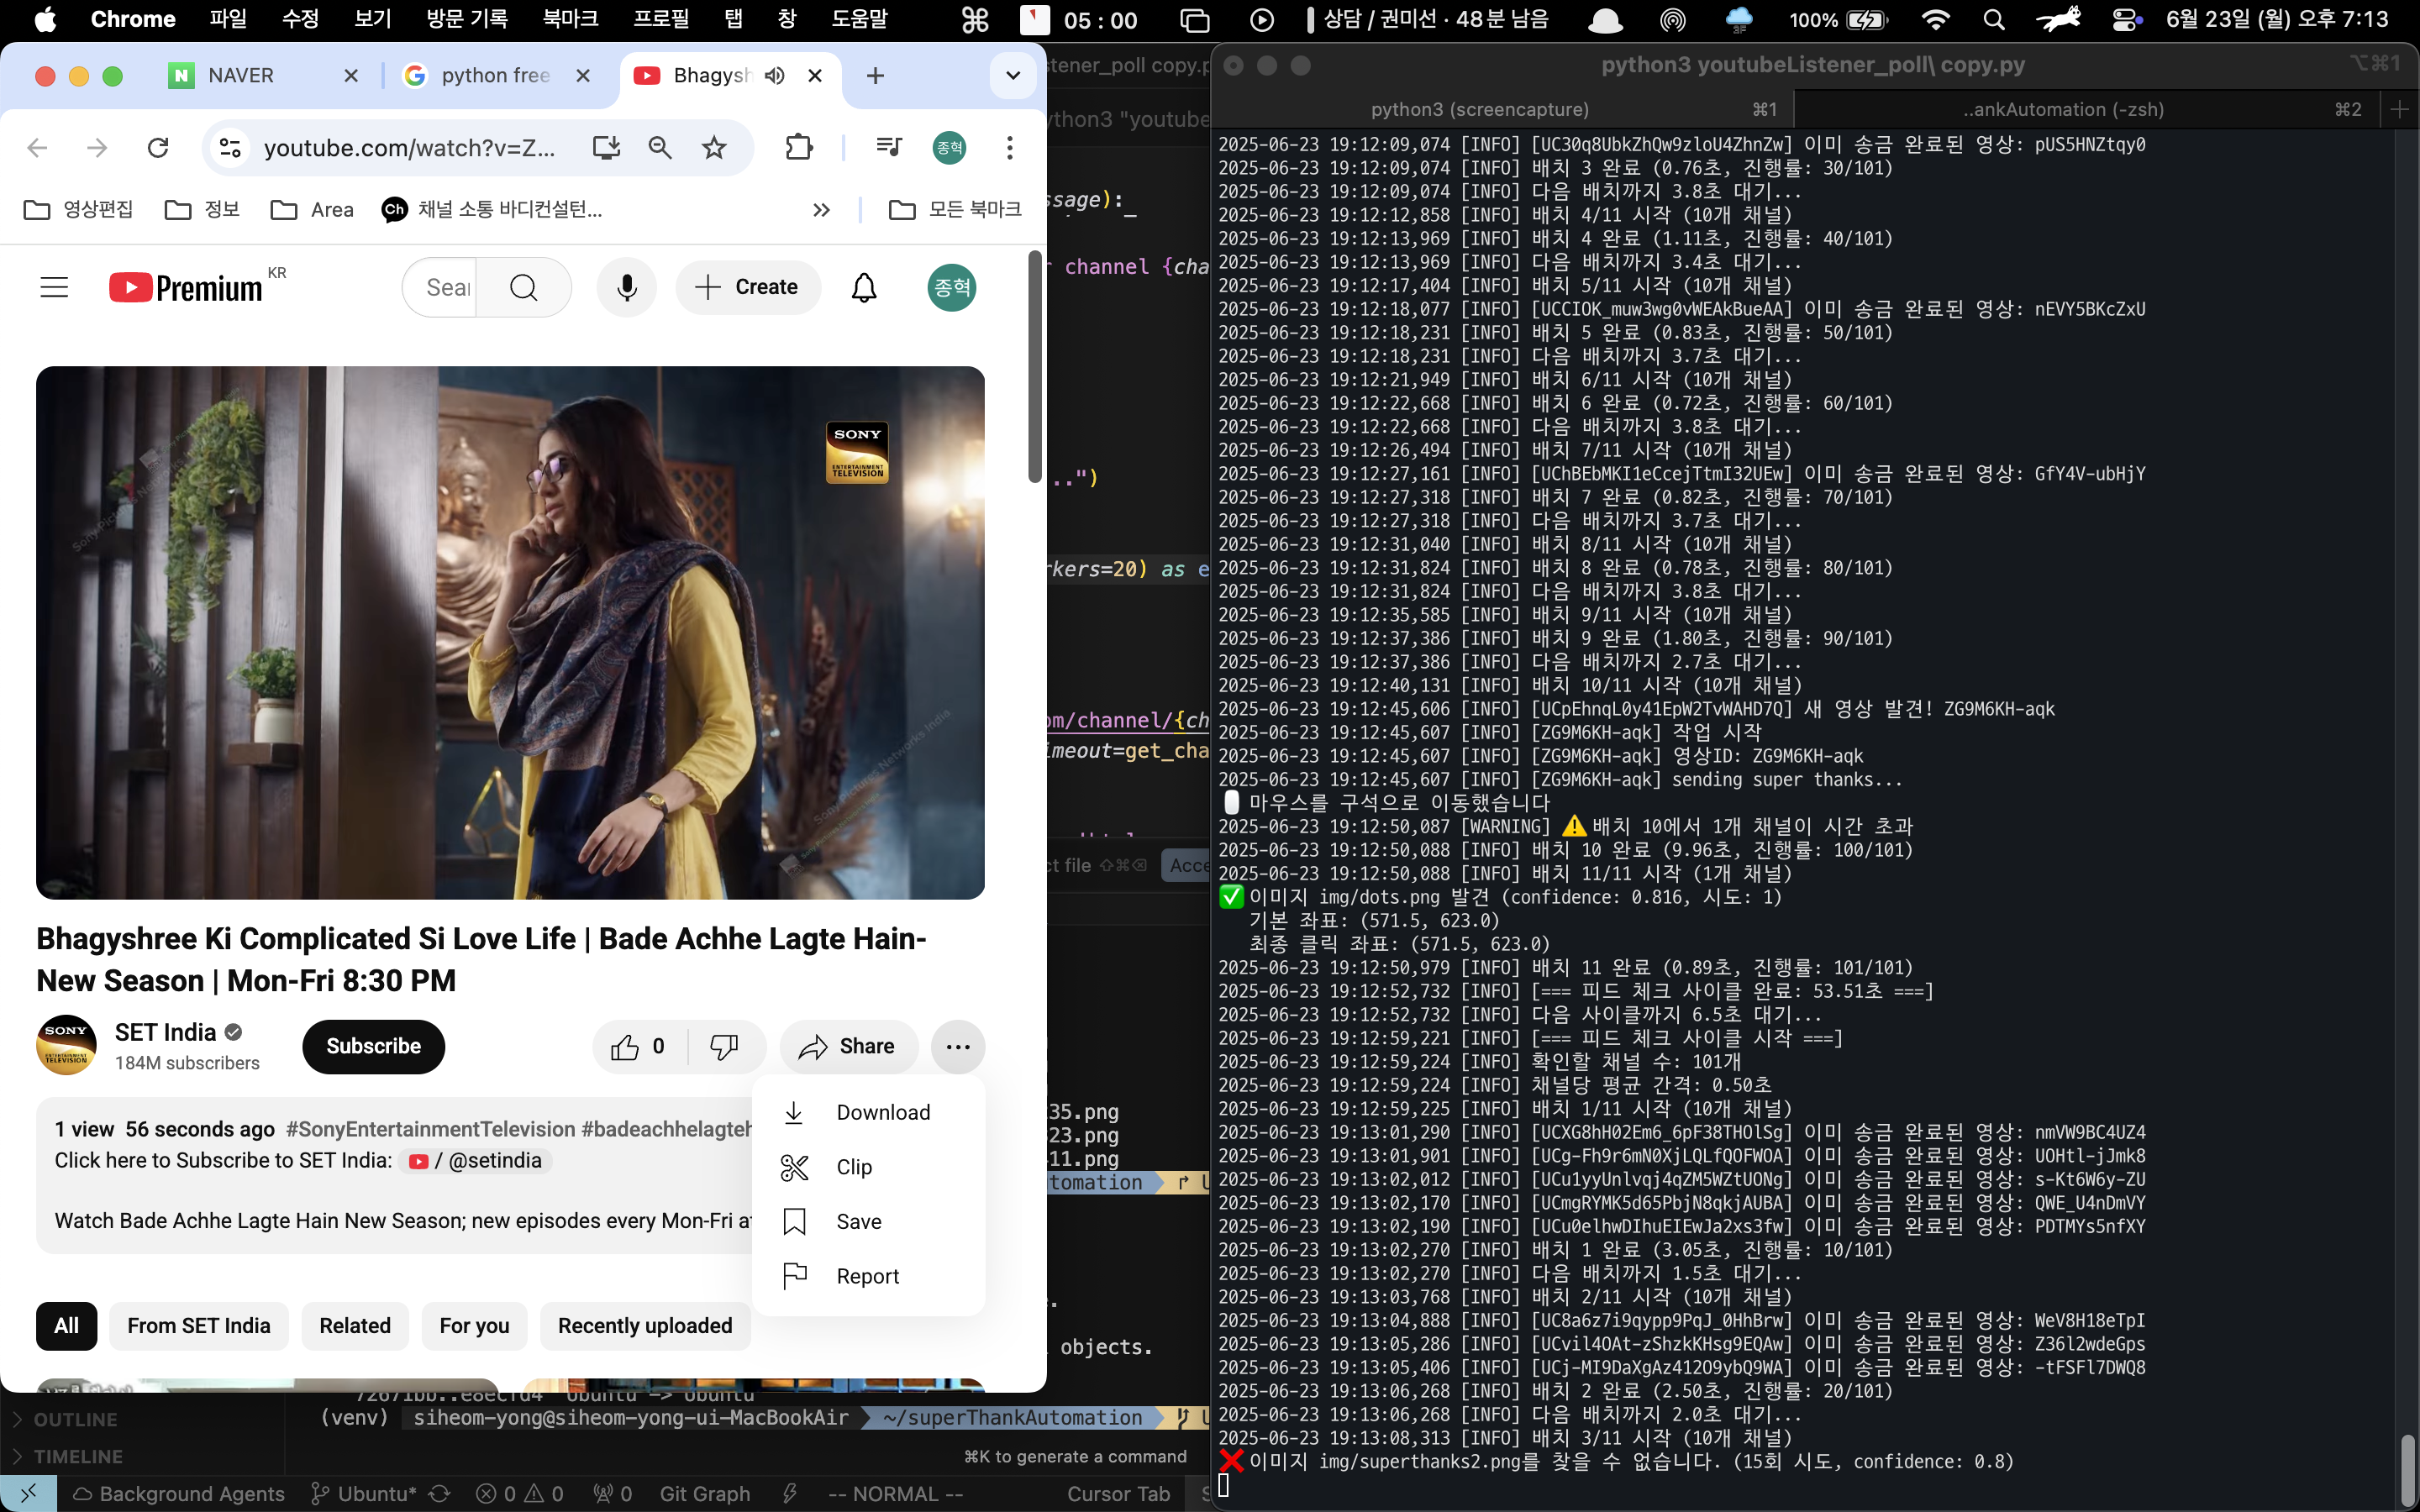 Chrome 파일 수정 보기 방문 기록 북마크 프로필 탭 창 도움말 05 : 00 상담 / 권미선 · 48분 남음 100% 6월 23일 (월) 오후 7:13
NAVER
python free
Bhagysh
youtube.com/watch?v=Z...
종혁
영상편집 정보 Area 채널 소통 바디컨설턴... 모든 북마크
Premium KR
Sear
Create
종혁
SONY
ENTERTAINMENT
TELEVISION
Bhagyshree Ki Complicated Si Love Life | Bade Achhe Lagte Hain-
New Season | Mon-Fri 8:30 PM
SET India
184M subscribers
Subscribe
0
Share
1 view 56 seconds ago #SonyEntertainmentTelevision #badeachhelagteh
Click here to Subscribe to SET India: / @setindia
Watch Bade Achhe Lagte Hain New Season; new episodes every Mon-Fri at
Download
Clip
Save
Report
All From SET India Related For you Recently uploaded
stener_poll copy.p
ython3 "youtube
ssage):
r channel {cha
..")
rkers=20) as e
om/channel/{ch
imeout=get_cha
ct file
Acce
35.png
23.png
11.png
tomation
objects.
OUTLINE
TIMELINE
(venv) siheom-yong@siheom-yong-ui-MacBookAir ~/superThankAutomation
⌘K to generate a command
Background Agents Ubuntu* 0 0 0 Git Graph -- NORMAL -- Cursor Tab
python3 youtubeListener_poll\ copy.py ⌥⌘1
python3 (screencapture) ⌘1 ..ankAutomation (-zsh) ⌘2
2025-06-23 19:12:09,074 [INFO] [UC30q8UbkZhQw9zloU4ZhnZw] 이미 송금 완료된 영상: pUS5HNZtqy0
2025-06-23 19:12:09,074 [INFO] 배치 3 완료 (0.76초, 진행률: 30/101)
2025-06-23 19:12:09,074 [INFO] 다음 배치까지 3.8초 대기...
2025-06-23 19:12:12,858 [INFO] 배치 4/11 시작 (10개 채널)
2025-06-23 19:12:13,969 [INFO] 배치 4 완료 (1.11초, 진행률: 40/101)
2025-06-23 19:12:13,969 [INFO] 다음 배치까지 3.4초 대기...
2025-06-23 19:12:17,404 [INFO] 배치 5/11 시작 (10개 채널)
2025-06-23 19:12:18,077 [INFO] [UCCIOK_muw3wg0vWEAkBueAA] 이미 송금 완료된 영상: nEVY5BKcZxU
2025-06-23 19:12:18,231 [INFO] 배치 5 완료 (0.83초, 진행률: 50/101)
2025-06-23 19:12:18,231 [INFO] 다음 배치까지 3.7초 대기...
2025-06-23 19:12:21,949 [INFO] 배치 6/11 시작 (10개 채널)
2025-06-23 19:12:22,668 [INFO] 배치 6 완료 (0.72초, 진행률: 60/101)
2025-06-23 19:12:22,668 [INFO] 다음 배치까지 3.8초 대기...
2025-06-23 19:12:26,494 [INFO] 배치 7/11 시작 (10개 채널)
2025-06-23 19:12:27,161 [INFO] [UChBEbMKI1eCcejTtmI32UEw] 이미 송금 완료된 영상: GfY4V-ubHjY
2025-06-23 19:12:27,318 [INFO] 배치 7 완료 (0.82초, 진행률: 70/101)
2025-06-23 19:12:27,318 [INFO] 다음 배치까지 3.7초 대기...
2025-06-23 19:12:31,040 [INFO] 배치 8/11 시작 (10개 채널)
2025-06-23 19:12:31,824 [INFO] 배치 8 완료 (0.78초, 진행률: 80/101)
2025-06-23 19:12:31,824 [INFO] 다음 배치까지 3.8초 대기...
2025-06-23 19:12:35,585 [INFO] 배치 9/11 시작 (10개 채널)
2025-06-23 19:12:37,386 [INFO] 배치 9 완료 (1.80초, 진행률: 90/101)
2025-06-23 19:12:37,386 [INFO] 다음 배치까지 2.7초 대기...
2025-06-23 19:12:40,131 [INFO] 배치 10/11 시작 (10개 채널)
2025-06-23 19:12:45,606 [INFO] [UCpEhnqL0y41EpW2TvWAHD7Q] 새 영상 발견! ZG9M6KH-aqk
2025-06-23 19:12:45,607 [INFO] [ZG9M6KH-aqk] 작업 시작
2025-06-23 19:12:45,607 [INFO] [ZG9M6KH-aqk] 영상ID: ZG9M6KH-aqk
2025-06-23 19:12:45,607 [INFO] [ZG9M6KH-aqk] sending super thanks...
마우스를 구석으로 이동했습니다
2025-06-23 19:12:50,087 [WARNING] ⚠️ 배치 10에서 1개 채널이 시간 초과
2025-06-23 19:12:50,088 [INFO] 배치 10 완료 (9.96초, 진행률: 100/101)
2025-06-23 19:12:50,088 [INFO] 배치 11/11 시작 (1개 채널)
✅ 이미지 img/dots.png 발견 (confidence: 0.816, 시도: 1)
기본 좌표: (571.5, 623.0)
최종 클릭 좌표: (571.5, 623.0)
2025-06-23 19:12:50,979 [INFO] 배치 11 완료 (0.89초, 진행률: 101/101)
2025-06-23 19:12:52,732 [INFO] [=== 피드 체크 사이클 완료: 53.51초 ===]
2025-06-23 19:12:52,732 [INFO] 다음 사이클까지 6.5초 대기...
2025-06-23 19:12:59,221 [INFO] [=== 피드 체크 사이클 시작 ===]
2025-06-23 19:12:59,224 [INFO] 확인할 채널 수: 101개
2025-06-23 19:12:59,224 [INFO] 채널당 평균 간격: 0.50초
2025-06-23 19:12:59,225 [INFO] 배치 1/11 시작 (10개 채널)
2025-06-23 19:13:01,290 [INFO] [UCXG8hH02Em6_6pF38THOlSg] 이미 송금 완료된 영상: nmVW9BC4UZ4
2025-06-23 19:13:01,901 [INFO] [UCg-Fh9r6mN0XjLQLfQOFWOA] 이미 송금 완료된 영상: UOHtl-jJmk8
2025-06-23 19:13:02,012 [INFO] [UCu1yyUnlvqj4qZM5WZtUONg] 이미 송금 완료된 영상: s-Kt6W6y-ZU
2025-06-23 19:13:02,170 [INFO] [UCmgRYMK5d65PbjN8qkjAUBA] 이미 송금 완료된 영상: QWE_U4nDmVY
2025-06-23 19:13:02,190 [INFO] [UCu0elhwDIhuEIEwJa2xs3fw] 이미 송금 완료된 영상: PDTMYs5nfXY
2025-06-23 19:13:02,270 [INFO] 배치 1 완료 (3.05초, 진행률: 10/101)
2025-06-23 19:13:02,270 [INFO] 다음 배치까지 1.5초 대기...
2025-06-23 19:13:03,768 [INFO] 배치 2/11 시작 (10개 채널)
2025-06-23 19:13:04,888 [INFO] [UC8a6z7i9qypp9PqJ_0HhBrw] 이미 송금 완료된 영상: WeV8H18eTpI
2025-06-23 19:13:05,286 [INFO] [UCvil4OAt-zShzkKHsg9EQAw] 이미 송금 완료된 영상: Z36l2wdeGps
2025-06-23 19:13:05,406 [INFO] [UCj-MI9DaXgAz412O9ybQ9WA] 이미 송금 완료된 영상: -tFSFl7DWQ8
2025-06-23 19:13:06,268 [INFO] 배치 2 완료 (2.50초, 진행률: 20/101)
2025-06-23 19:13:06,268 [INFO] 다음 배치까지 2.0초 대기...
2025-06-23 19:13:08,313 [INFO] 배치 3/11 시작 (10개 채널)
❌ 이미지 img/superthanks2.png를 찾을 수 없습니다. (15회 시도, confidence: 0.8)